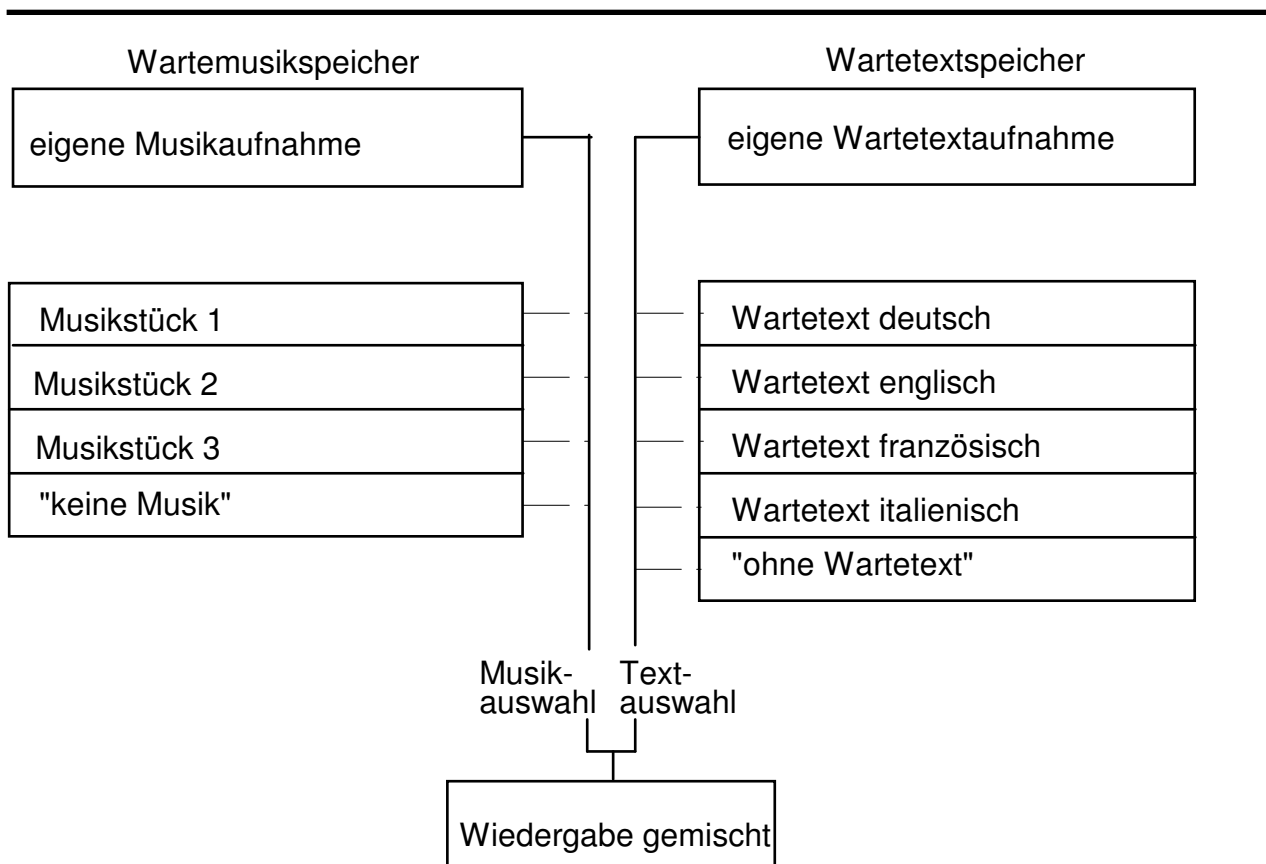 Wartemusikspeicher
eigene Musikaufnahme
Musikstück 1
Musikstück 2
Musikstück 3
"keine Musik"
Wartetextspeicher
eigene Wartetextaufnahme
Wartetext deutsch
Wartetext englisch
Wartetext französisch
Wartetext italienisch
"ohne Wartetext"
Musik-
auswahl
Text-
auswahl
Wiedergabe gemischt